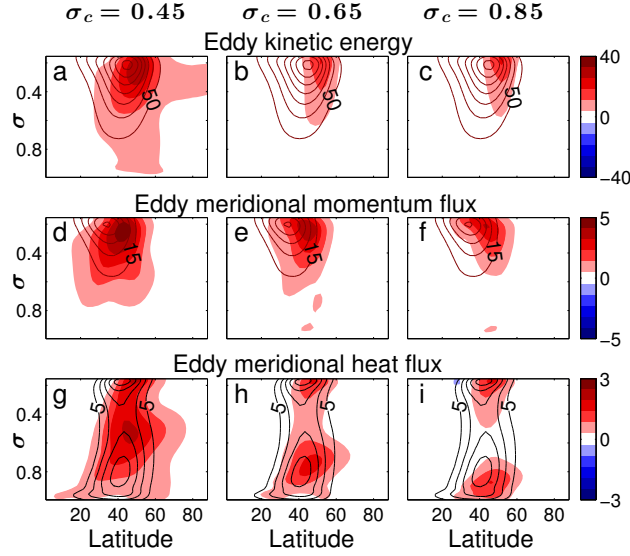 σc = 0.45 σc = 0.65 σc = 0.85
Eddy kinetic energy
a b c
50 50 50
σ
0.4
0.8
40
20
0
−20
−40
Eddy meridional momentum flux
d e f
15 15 15
σ
0.4
0.8
5
0
−5
Eddy meridional heat flux
g h i
5 5 5 5 5 5
σ
0.4
0.8
3
0
−3
20 40 60 80 20 40 60 80 20 40 60 80
Latitude Latitude Latitude